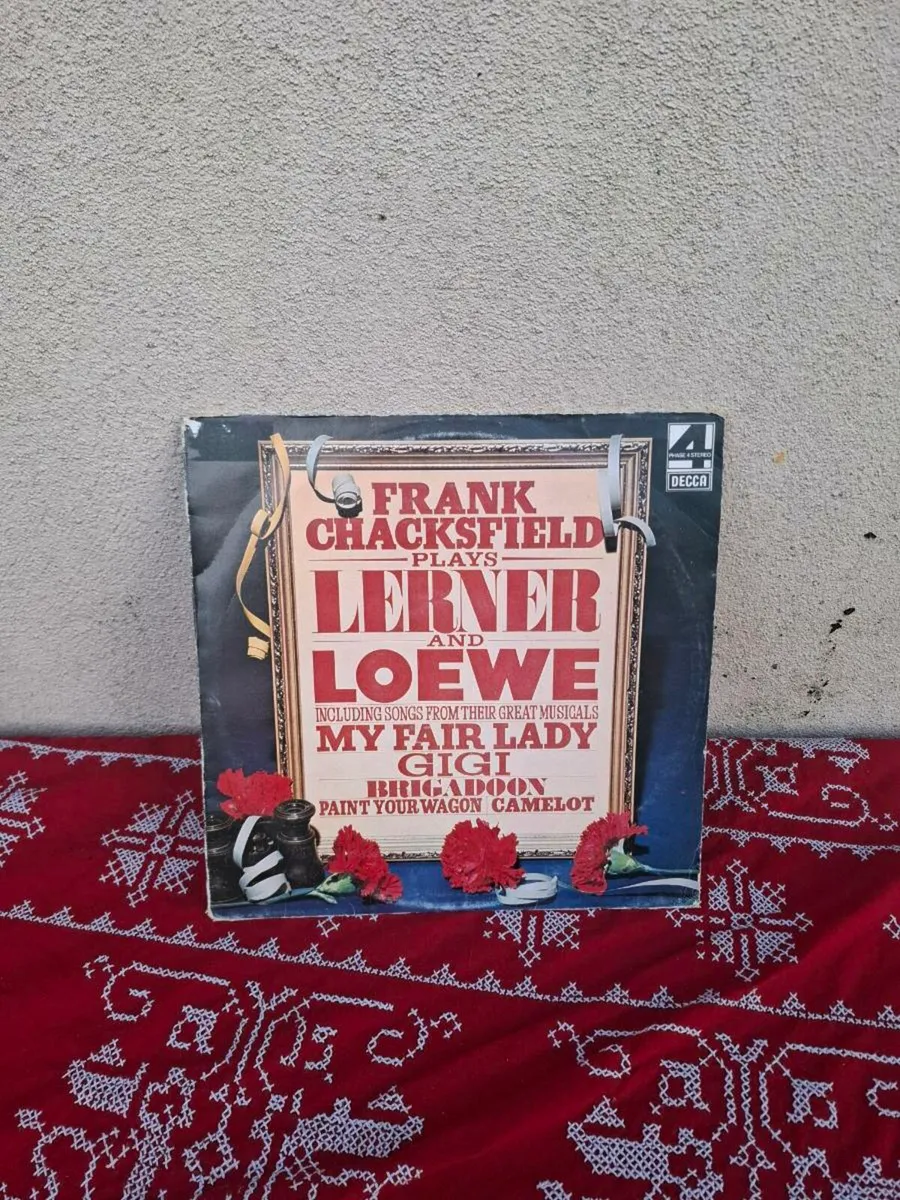 4
PHASE 4 STEREO
DECCA
FRANK
CHACKSFIELD
PLAYS
LERNER
AND
LOEWE
INCLUDING SONGS FROM THEIR GREAT MUSICALS
MY FAIR LADY
GIGI
BRIGADOON
PAINT YOUR WAGON CAMELOT